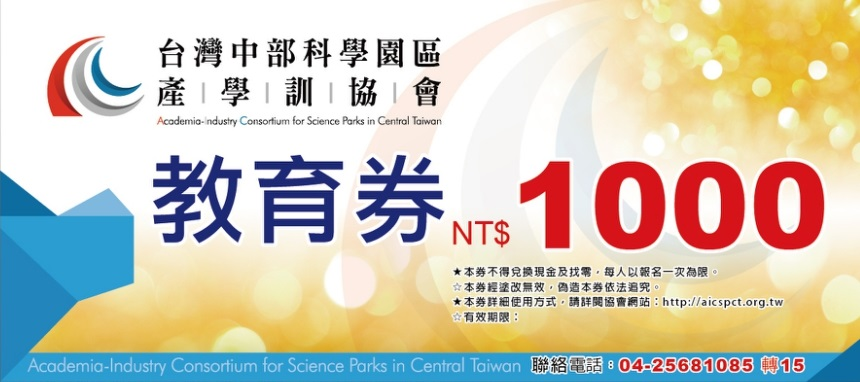 台灣中部科學園區
產|學|訓|協|會
Academia-Industry Consortium for Science Parks in Central Taiwan
教育券 NT$ 1000
★本券不得兌換現金及找零，每人以報名一次為限。
☆本券經塗改無效，偽造本券依法追究。
★本券詳細使用方式，請詳閱協會網站：http://aicspct.org.tw
☆有效期限：
Academia-Industry Consortium for Science Parks in Central Taiwan 聯絡電話：04-25681085 轉15